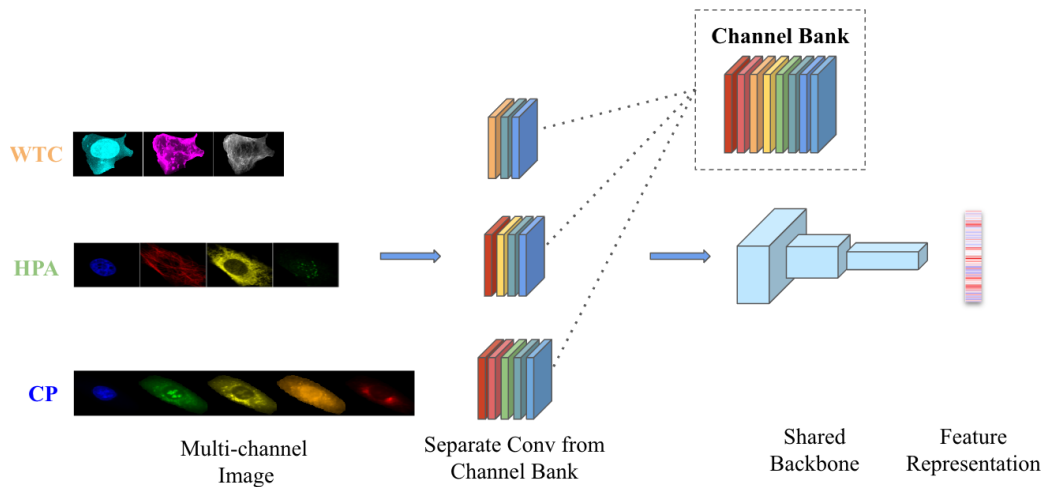 Channel Bank
WTC
HPA
CP
Multi-channel
Image
Separate Conv from
Channel Bank
Shared
Backbone
Feature
Representation